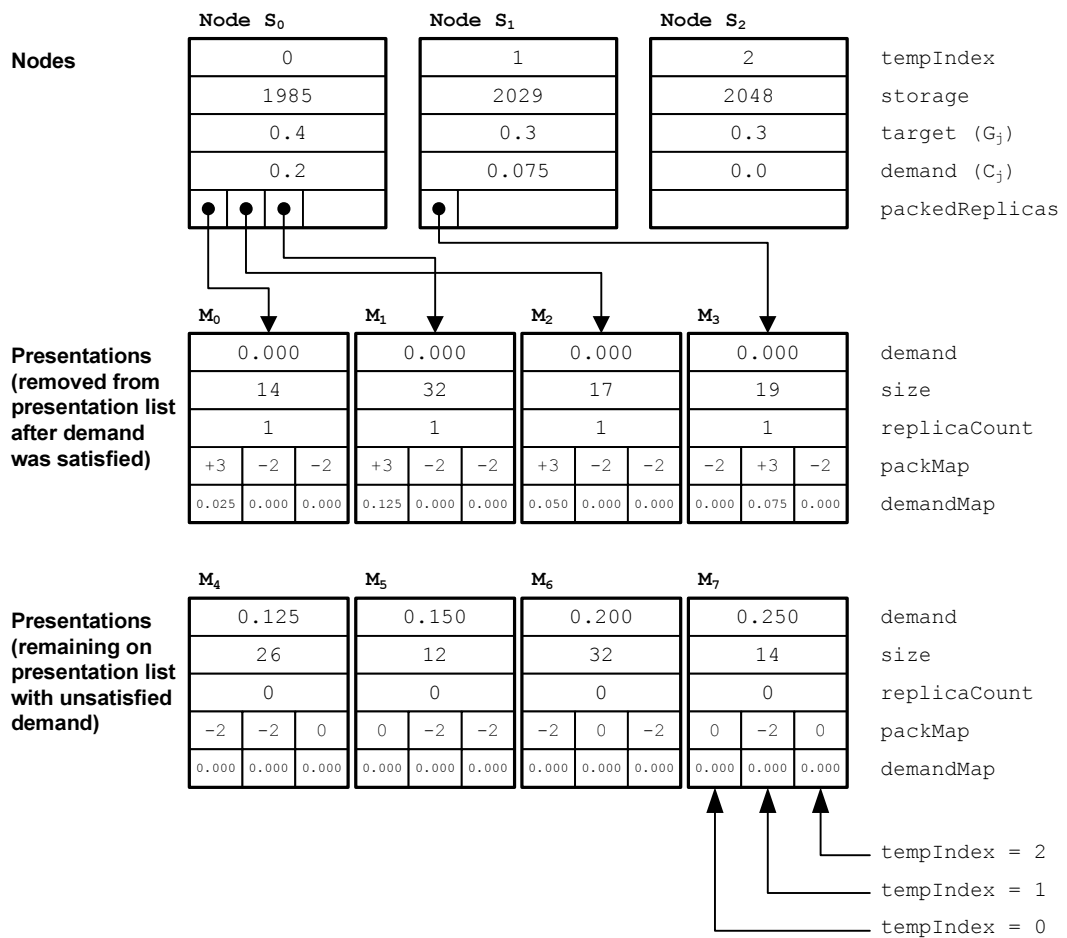 Node S₀ Node S₁ Node S₂
Nodes
0 1 2 tempIndex
1985 2029 2048 storage
0.4 0.3 0.3 target (Gⱼ)
0.2 0.075 0.0 demand (Cⱼ)
packedReplicas
M₀ M₁ M₂ M₃
Presentations
(removed from
presentation list
after demand
was satisfied)
0.000 0.000 0.000 0.000 demand
14 32 17 19 size
1 1 1 1 replicaCount
+3 -2 -2 +3 -2 -2 +3 -2 -2 -2 +3 -2 packMap
0.025 0.000 0.000 0.125 0.000 0.000 0.050 0.000 0.000 0.000 0.075 0.000 demandMap
M₄ M₅ M₆ M₇
Presentations
(remaining on
presentation list
with unsatisfied
demand)
0.125 0.150 0.200 0.250 demand
26 12 32 14 size
0 0 0 0 replicaCount
-2 -2 0 0 -2 -2 -2 0 -2 0 -2 0 packMap
0.000 0.000 0.000 0.000 0.000 0.000 0.000 0.000 0.000 0.000 0.000 0.000 demandMap
tempIndex = 2
tempIndex = 1
tempIndex = 0